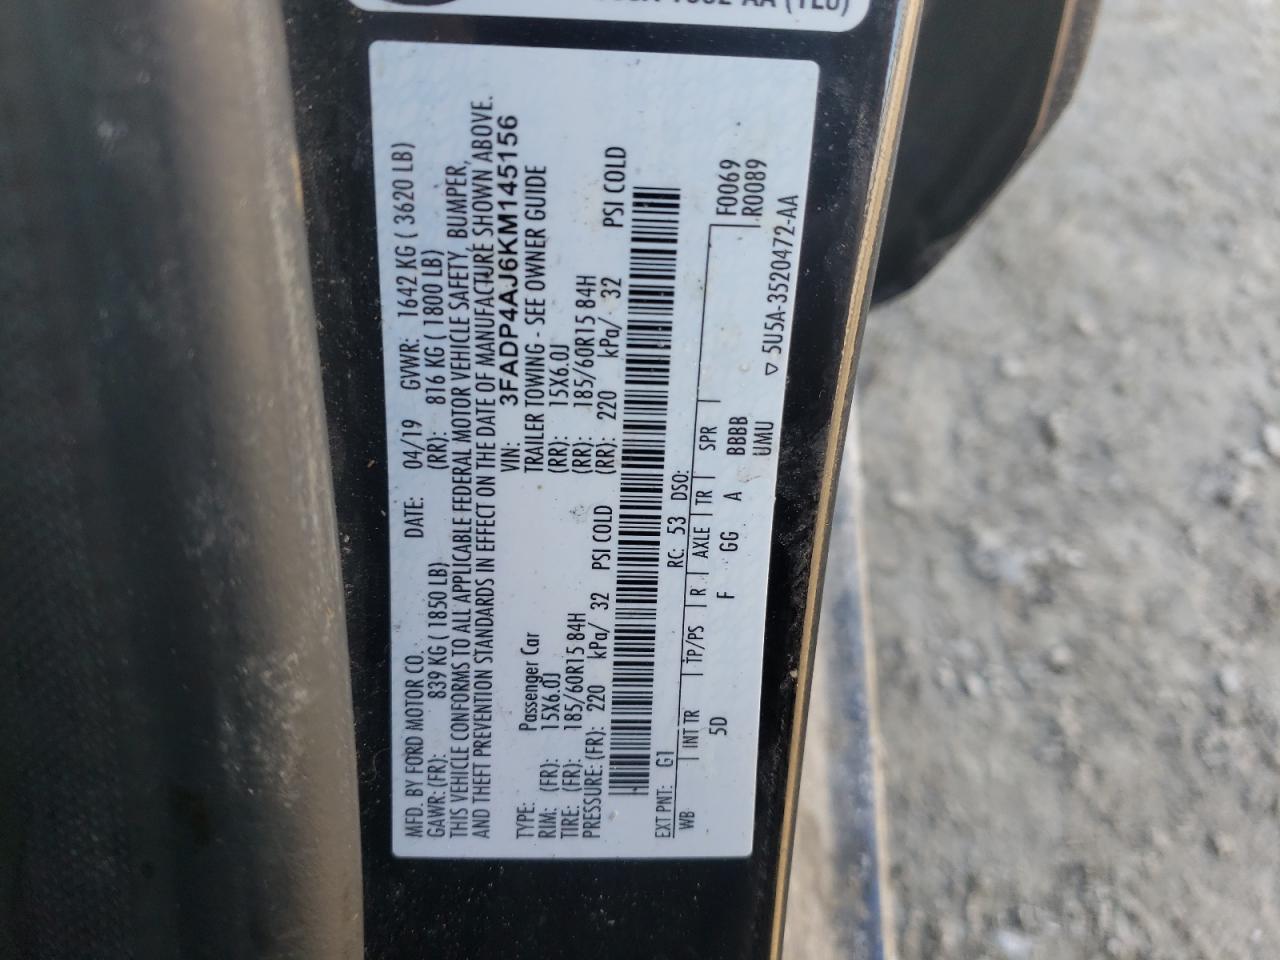 AA (TEU)
MFD. BY FORD MOTOR CO. DATE: 04/19 GVWR: 1642 KG ( 3620 LB)
GAWR: (FR): 839 KG ( 1850 LB) (RR): 816 KG ( 1800 LB)
THIS VEHICLE CONFORMS TO ALL APPLICABLE FEDERAL MOTOR VEHICLE SAFETY, BUMPER,
AND THEFT PREVENTION STANDARDS IN EFFECT ON THE DATE OF MANUFACTURE SHOWN ABOVE.
VIN: 3FADP4AJ6KM145156
TYPE: Passenger Car TRAILER TOWING - SEE OWNER GUIDE
RIM: (FR): 15X6.0J (RR): 15X6.0J
TIRE: (FR): 185/60R15 84H (RR): 185/60R15 84H
PRESSURE: (FR): 220 kPa/ 32 PSI COLD (RR): 220 kPa/ 32 PSI COLD
EXT PNT: G1 RC: 53 DSO: F0069
WB INT TR TP/PS R AXLE TR SPR R0089
5D F GG A BBBB
UMU ▽ 5U5A-3520472-AA